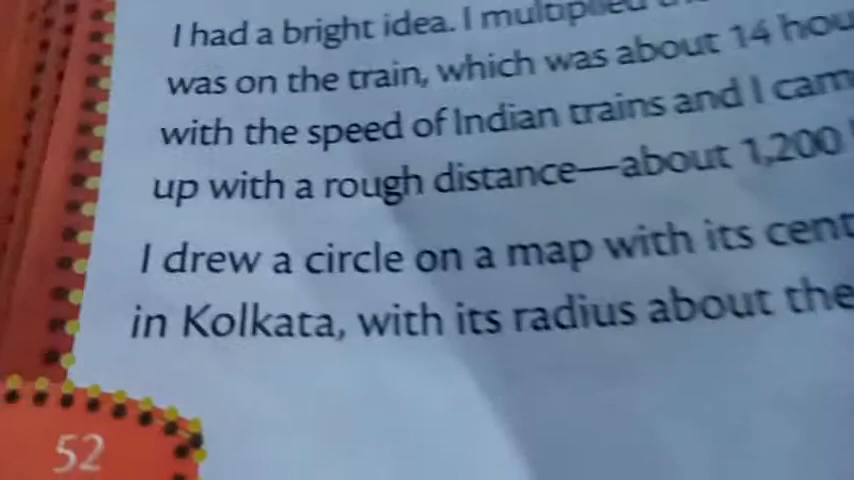 I had a bright idea. I multiplied
was on the train, which was about 14
with the speed of Indian trains and I
up with a rough distance—about 1,200
I drew a circle on a map with its
in Kolkata, with its radius about the
52